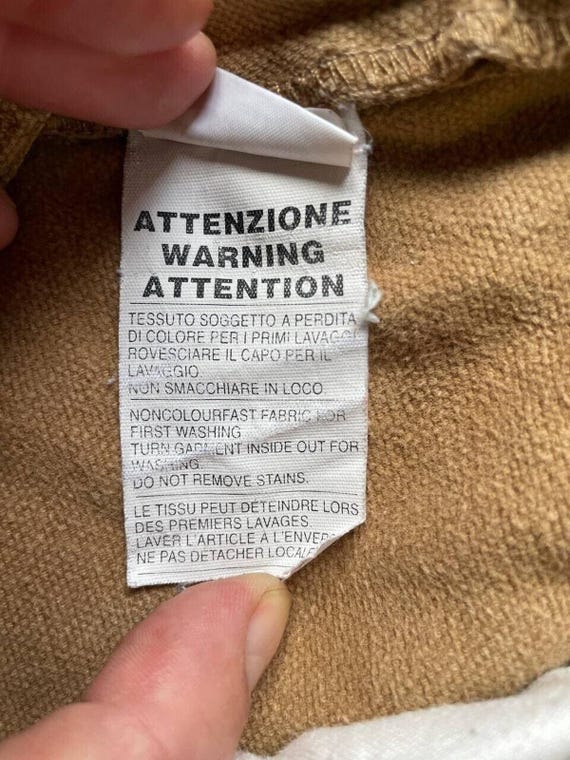 ATTENZIONE
WARNING
ATTENTION
TESSUTO SOGGETTO A PERDITA
DI COLORE PER I PRIMI LAVAGGI
ROVESCIARE IL CAPO PER IL
LAVAGGIO
NON SMACCHIARE IN LOCO
NONCOLOURFAST FABRIC FOR
FIRST WASHING
TURN GARMENT INSIDE OUT FOR
WASHING
DO NOT REMOVE STAINS.
LE TISSU PEUT DÉTEINDRE LORS
DES PREMIERS LAVAGES.
LAVER L'ARTICLE À L'ENVERS
NE PAS DÉTACHER